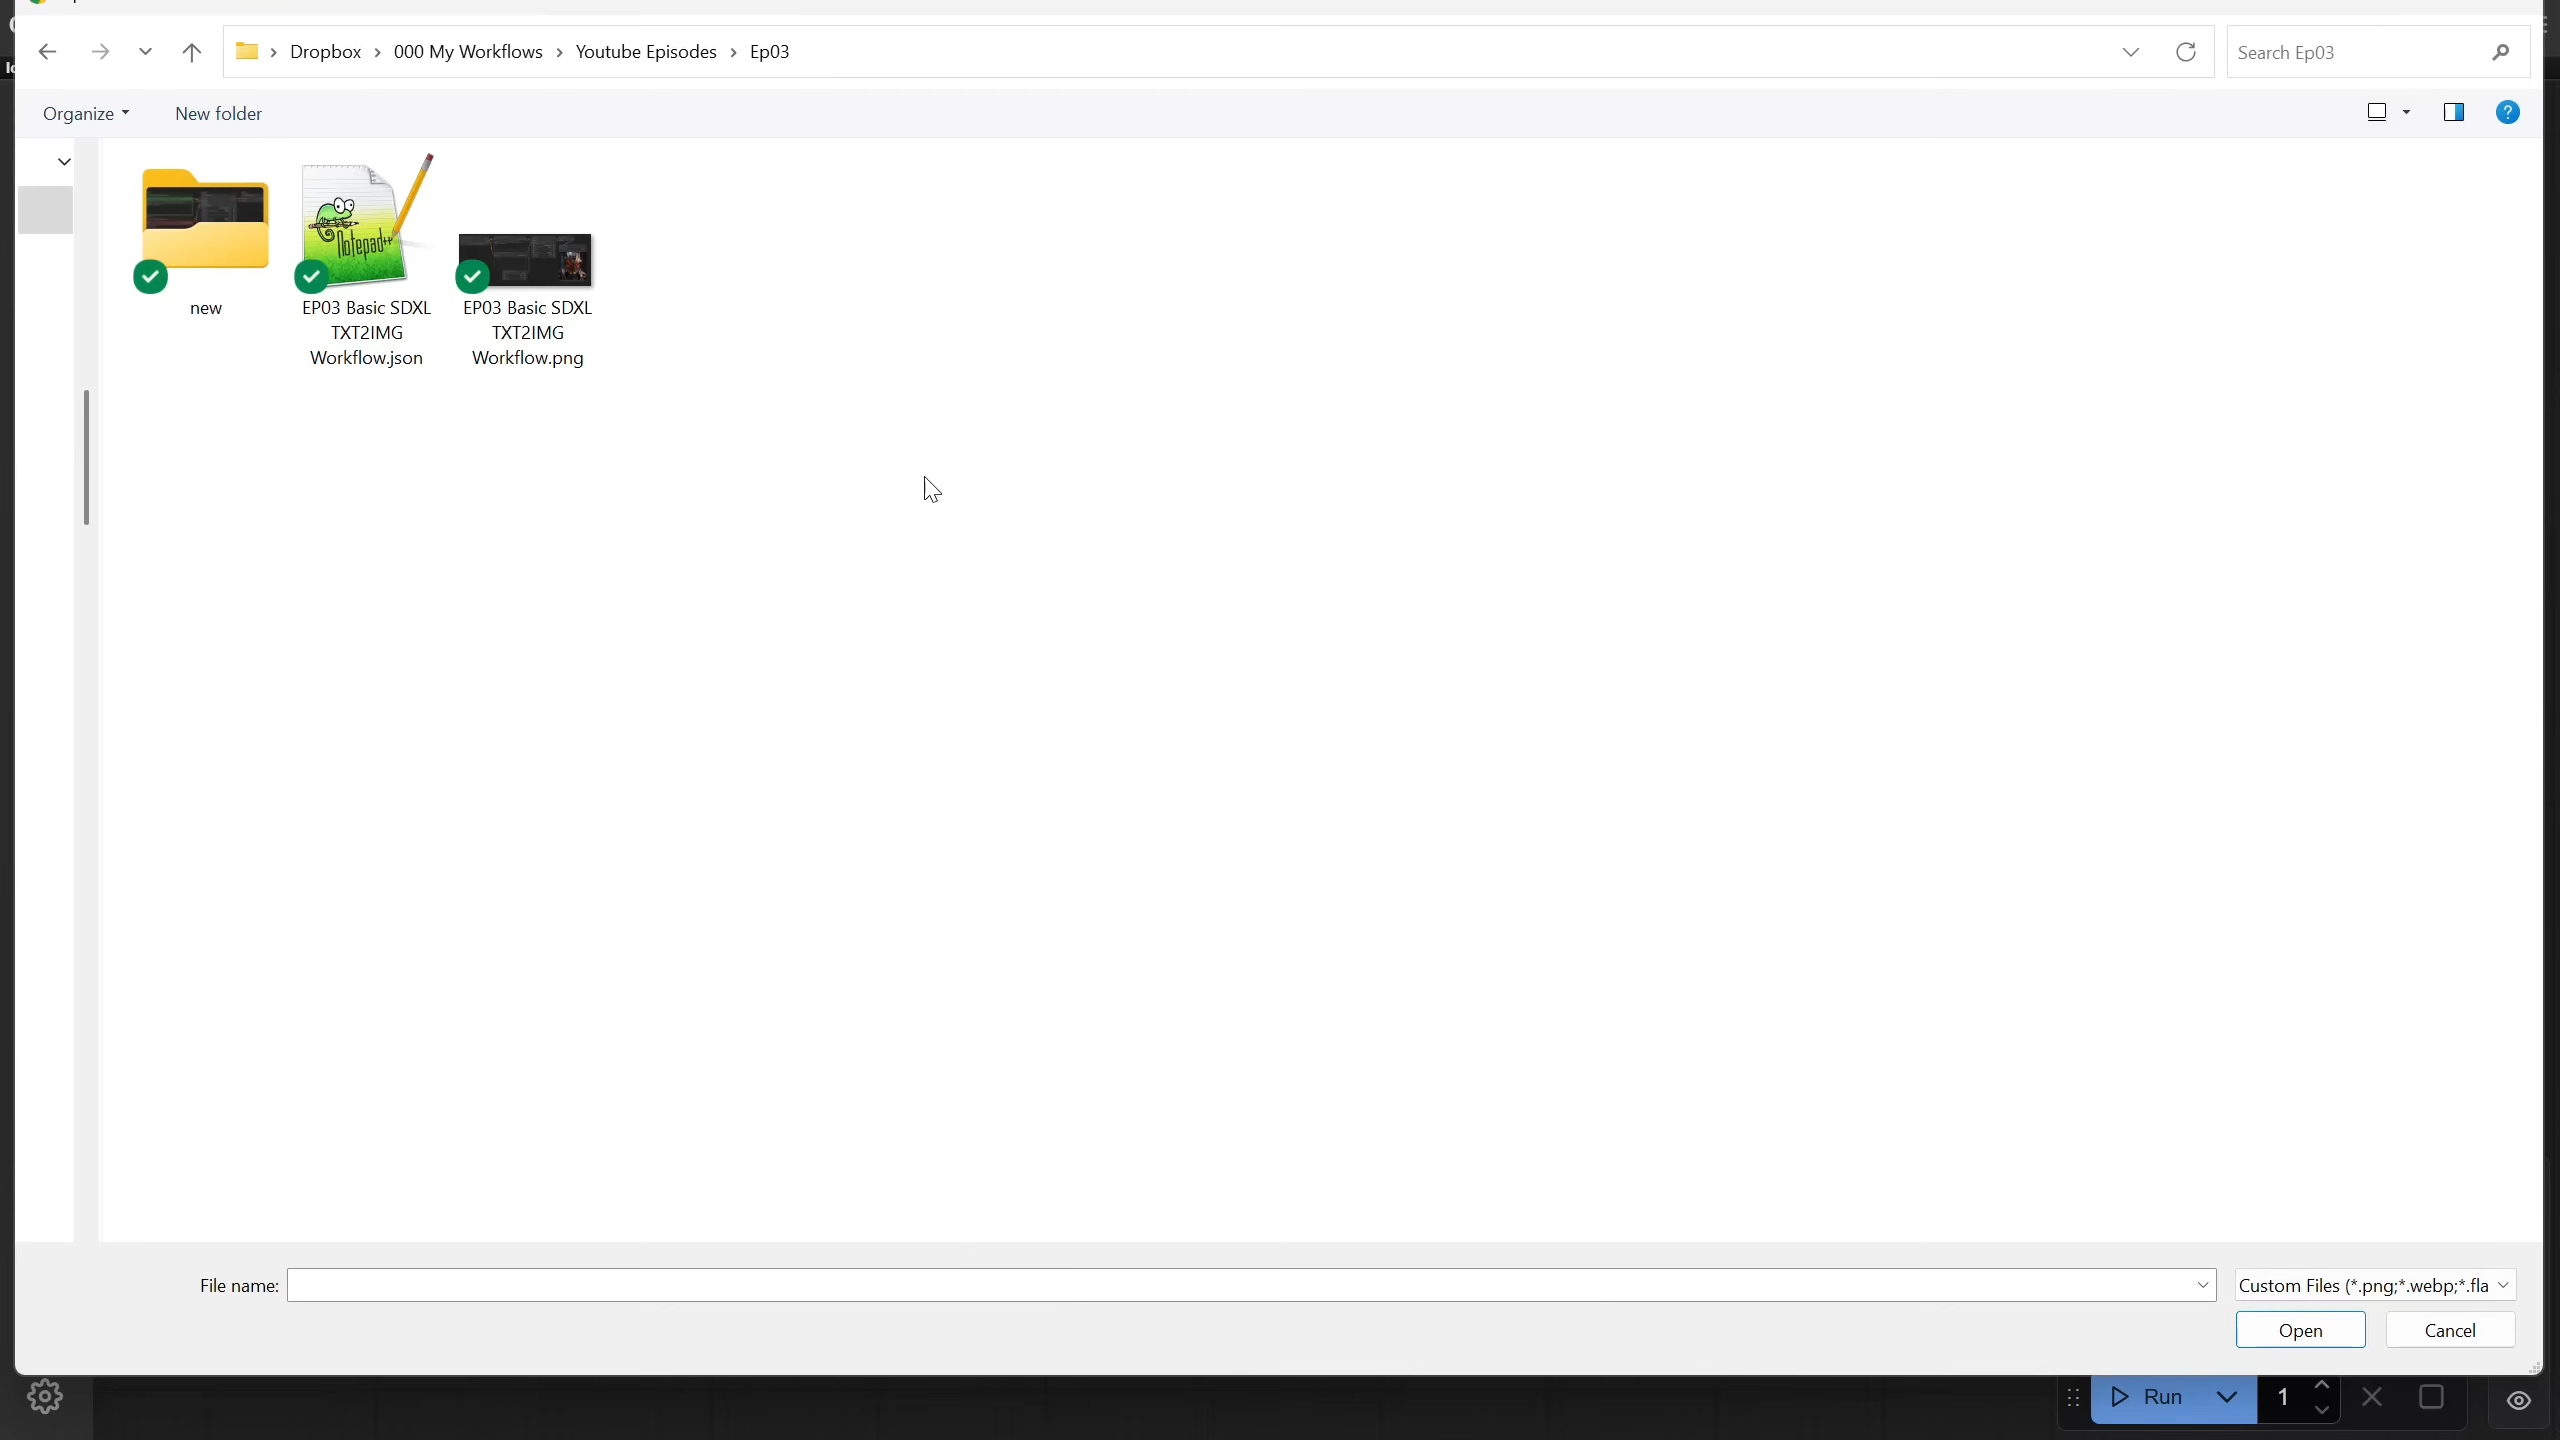 Dropbox > 000 My Workflows > Youtube Episodes > Ep03
Search Ep03
Organize
New folder
new
EP03 Basic SDXL
TXT2IMG
Workflow.json
EP03 Basic SDXL
TXT2IMG
Workflow.png
Notepad++
File name:
Custom Files (*.png;*.webp;*.fla
Open
Cancel
Run
1